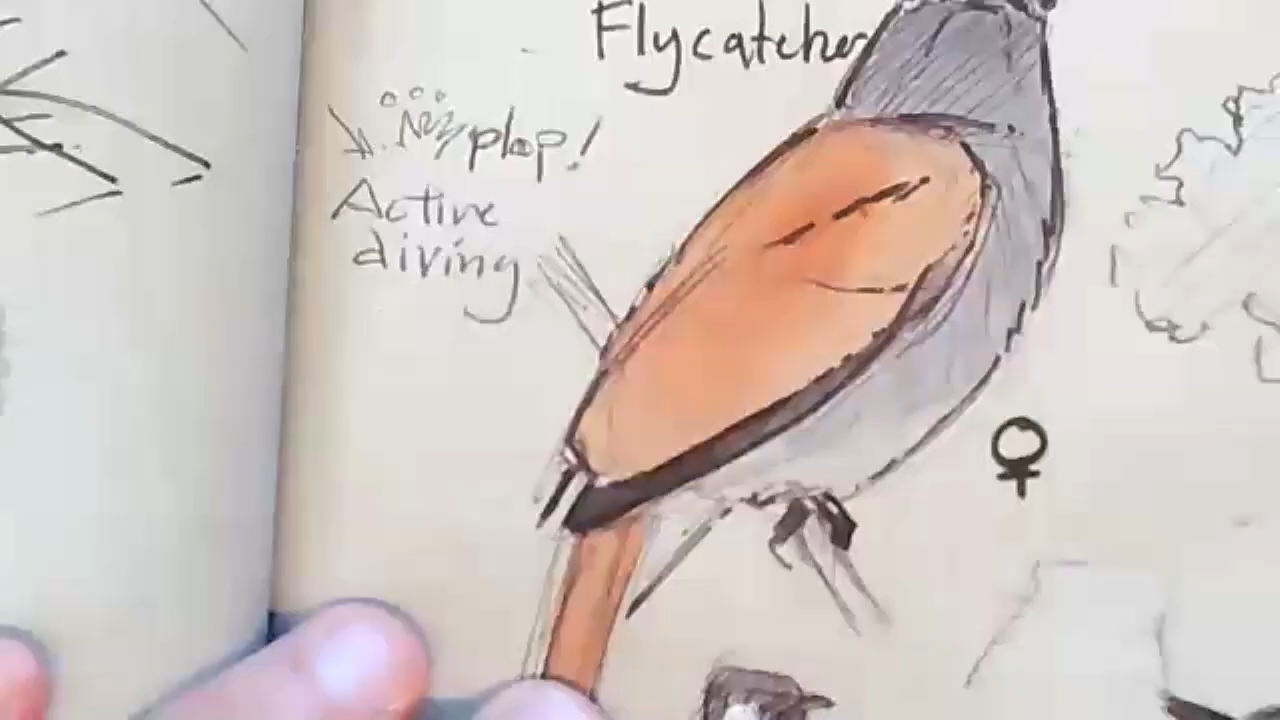 Flycatcher
plop!
Active
diving
♀